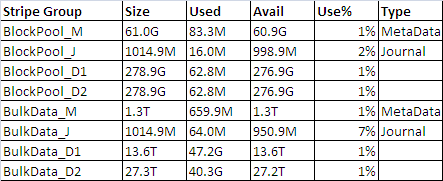 Stripe Group Size Used Avail Use% Type
BlockPool_M 61.0G 83.3M 60.9G 1% MetaData
BlockPool_J 1014.9M 16.0M 998.9M 2% Journal
BlockPool_D1 278.9G 62.8M 276.9G 1%
BlockPool_D2 278.9G 62.8M 276.9G 1%
BulkData_M 1.3T 659.9M 1.3T 1% MetaData
BulkData_J 1014.9M 64.0M 950.9M 7% Journal
BulkData_D1 13.6T 47.2G 13.6T 1%
BulkData_D2 27.3T 40.3G 27.2T 1%